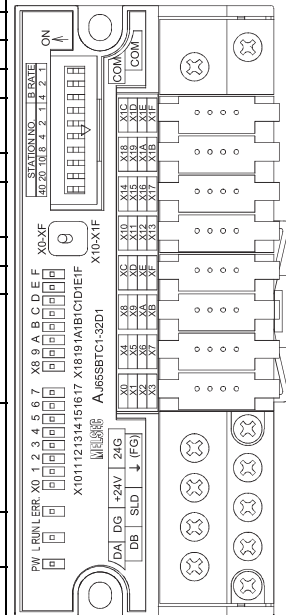 PW L RUN L ERR. X0 1 2 3 4 5 6 7 X8 9 A B C D E F
X10 11 12 13 14 15 16 17 X18 19 1A 1B 1C 1D 1E 1F
X0-XF
X10-X1F
STATION NO. B RATE
40 20 10 8 4 2 1 4 2 1
ON
MELSEC AJ65SBTC1-32D1
DA DG +24V 24G
DB SLD (FG)
X0 X4 X8 XC X10 X14 X18 X1C COM
X1 X5 X9 XD X11 X15 X19 X1D COM
X2 X6 XA XE X12 X16 X1A X1E
X3 X7 XB XF X13 X17 X1B X1F